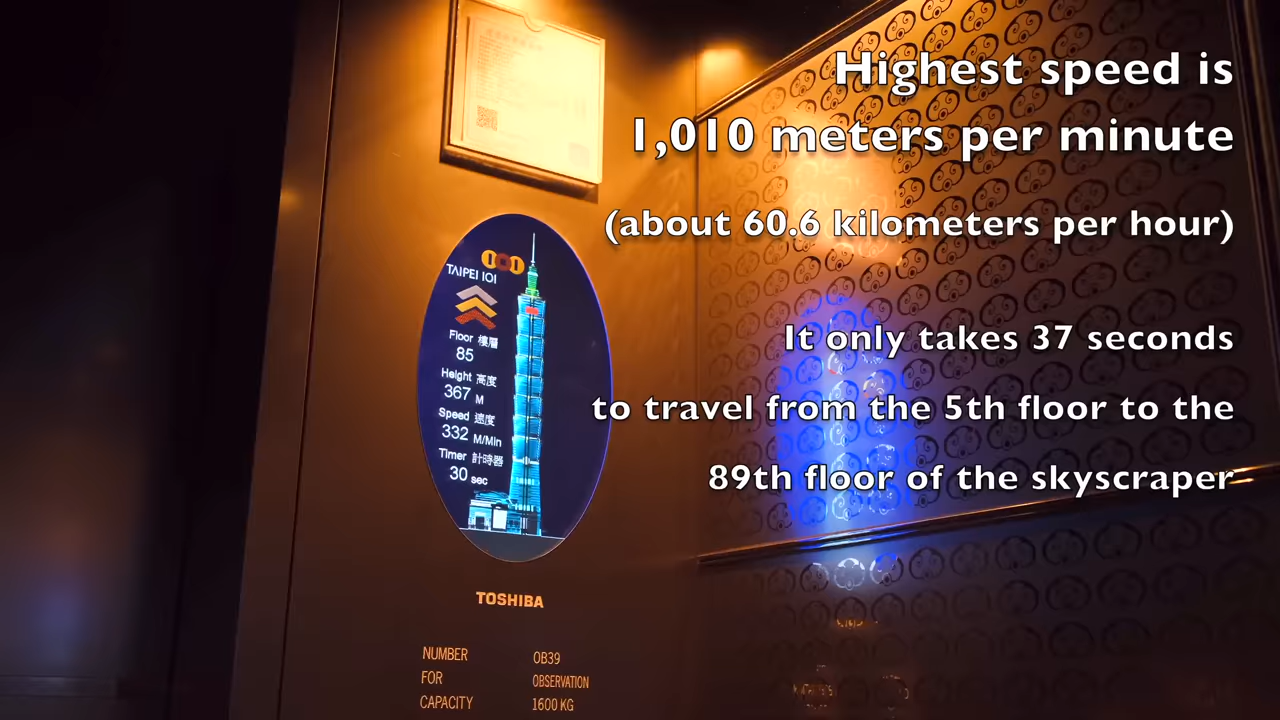 Highest speed is
1,010 meters per minute
(about 60.6 kilometers per hour)
It only takes 37 seconds
to travel from the 5th floor to the
89th floor of the skyscraper
TAIPEI 101
Floor 樓層
85
Height 高度
367 M
Speed 速度
332 M/Min
Timer 計時器
30 sec
TOSHIBA
NUMBER OB39
FOR OBSERVATION
CAPACITY 1600 KG